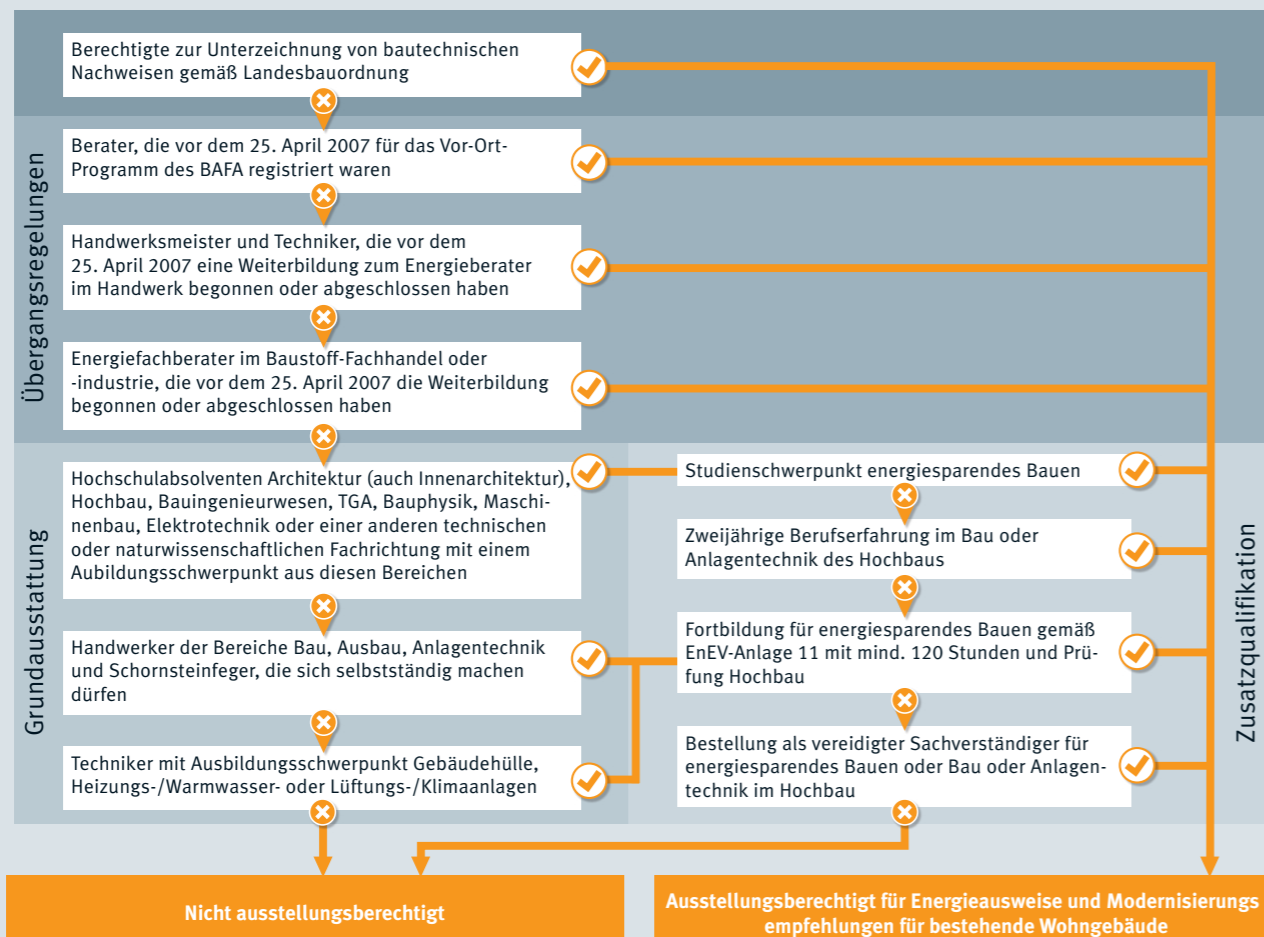 Berechtigte zur Unterzeichnung von bautechnischen
Nachweisen gemäß Landesbauordnung
Übergangsregelungen
Berater, die vor dem 25. April 2007 für das Vor-Ort-
Programm des BAFA registriert waren
Handwerksmeister und Techniker, die vor dem
25. April 2007 eine Weiterbildung zum Energieberater
im Handwerk begonnen oder abgeschlossen haben
Energiefachberater im Baustoff-Fachhandel oder
-industrie, die vor dem 25. April 2007 die Weiterbildung
begonnen oder abgeschlossen haben
Grundausstattung
Hochschulabsolventen Architektur (auch Innenarchitektur),
Hochbau, Bauingenieurwesen, TGA, Bauphysik, Maschi-
nenbau, Elektrotechnik oder einer anderen technischen
oder naturwissenschaftlichen Fachrichtung mit einem
Aubildungsschwerpunkt aus diesen Bereichen
Handwerker der Bereiche Bau, Ausbau, Anlagentechnik
und Schornsteinfeger, die sich selbstständig machen
dürfen
Techniker mit Ausbildungsschwerpunkt Gebäudehülle,
Heizungs-/Warmwasser- oder Lüftungs-/Klimaanlagen
Studienschwerpunkt energiesparendes Bauen
Zweijährige Berufserfahrung im Bau oder
Anlagentechnik des Hochbaus
Fortbildung für energiesparendes Bauen gemäß
EnEV-Anlage 11 mit mind. 120 Stunden und Prü-
fung Hochbau
Bestellung als vereidigter Sachverständiger für
energiesparendes Bauen oder Bau oder Anlagen-
technik im Hochbau
Zusatzqualifikation
Nicht ausstellungsberechtigt
Ausstellungsberechtigt für Energieausweise und Modernisierungs
empfehlungen für bestehende Wohngebäude